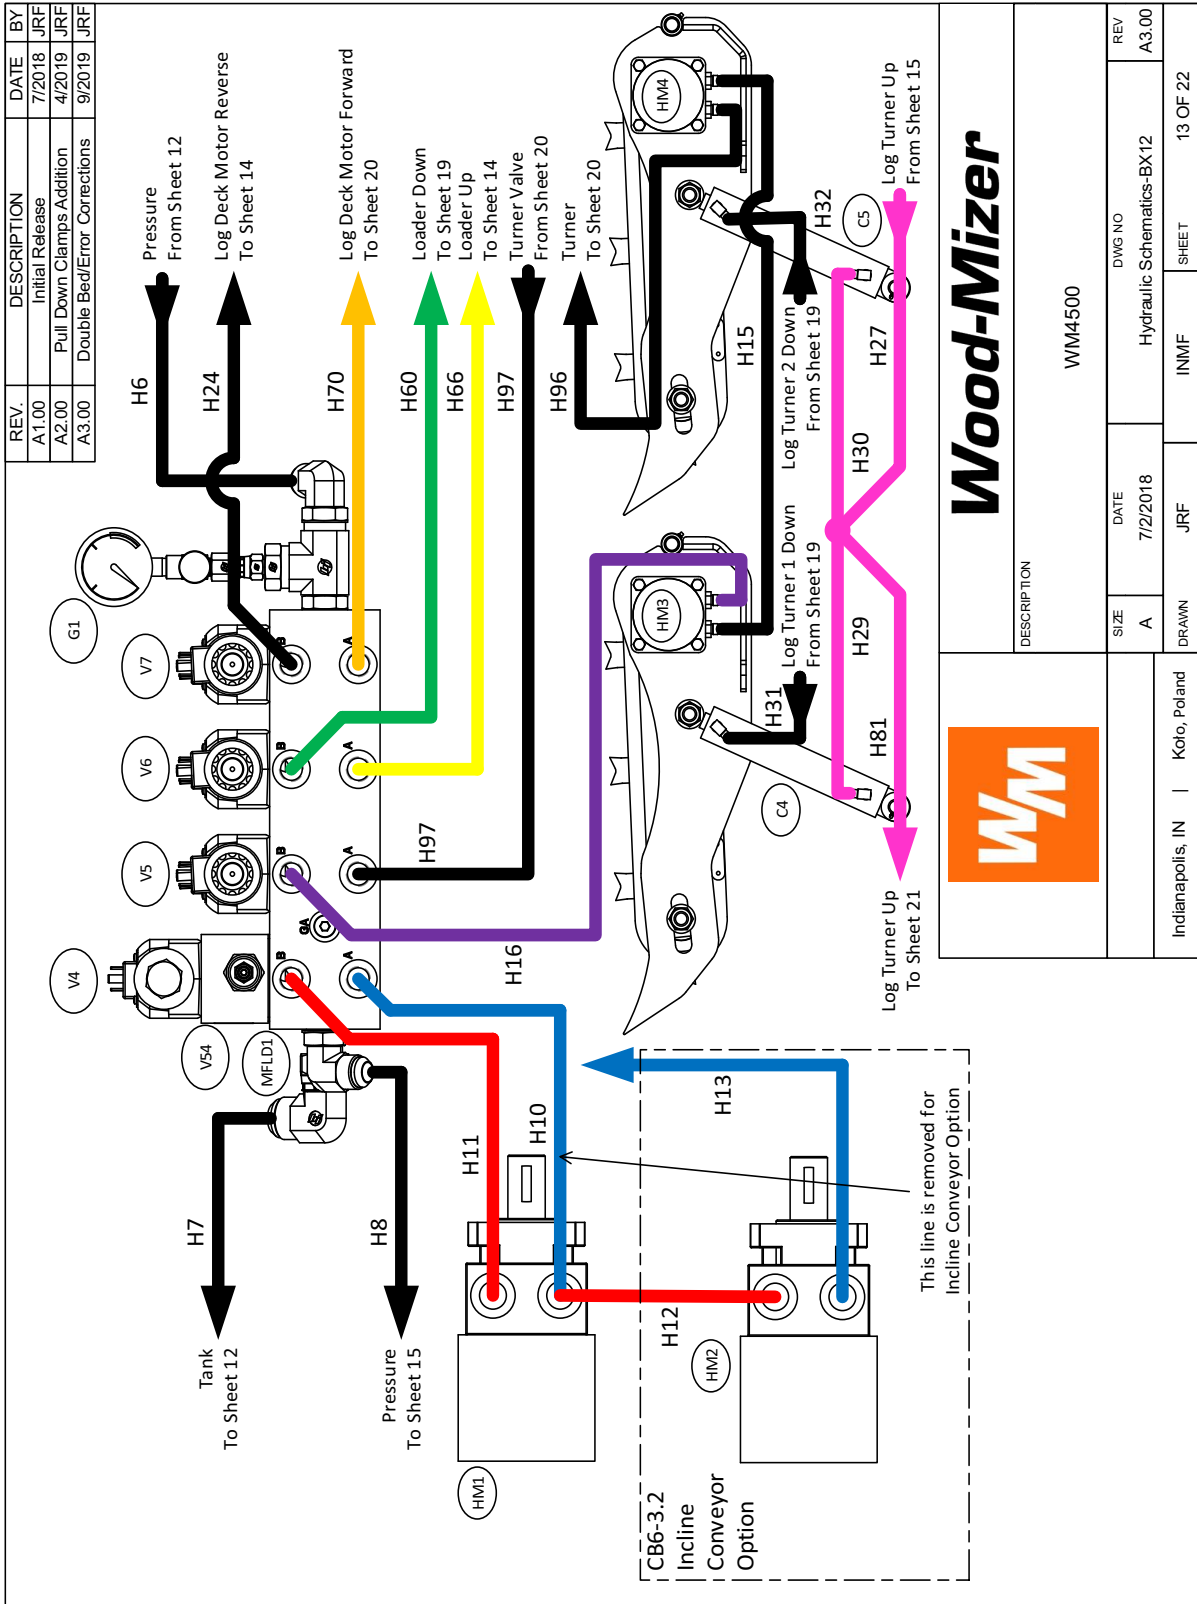 REV. DESCRIPTION DATE BY
A1.00 Initial Release 7/2018 JRF
A2.00 Pull Down Clamps Addition 4/2019 JRF
A3.00 Double Bed/Error Corrections 9/2019 JRF
Pressure
From Sheet 12
Log Deck Motor Reverse
To Sheet 14
Log Deck Motor Forward
To Sheet 20
Loader Down
To Sheet 19
Loader Up
To Sheet 14
Turner Valve
From Sheet 20
Turner
To Sheet 20
H6
H24
H70
H60
H66
H97
H96
G1
V7
V6
V5
V4
V54
MFLD1
B
A
B
A
B
A
GA
B
A
H97
H16
H7
H8
Tank
To Sheet 12
Pressure
To Sheet 15
H11
H10
H12
H13
HM1
HM2
CB6-3.2
Incline
Conveyor
Option
This line is removed for
Incline Conveyor Option
HM4
HM3
H15
H32
C5
Log Turner Up
From Sheet 15
Log Turner 2 Down
From Sheet 19
H27
H30
Log Turner 1 Down
From Sheet 19
H29
H31
H81
C4
Log Turner Up
To Sheet 21
Wood-Mizer
DESCRIPTION
WM4500
SIZE
A
DATE
7/2/2018
DWG NO
Hydraulic Schematics-BX12
REV
A3.00
DRAWN JRF INMF SHEET 13 OF 22
WM
Indianapolis, IN | Koło, Poland